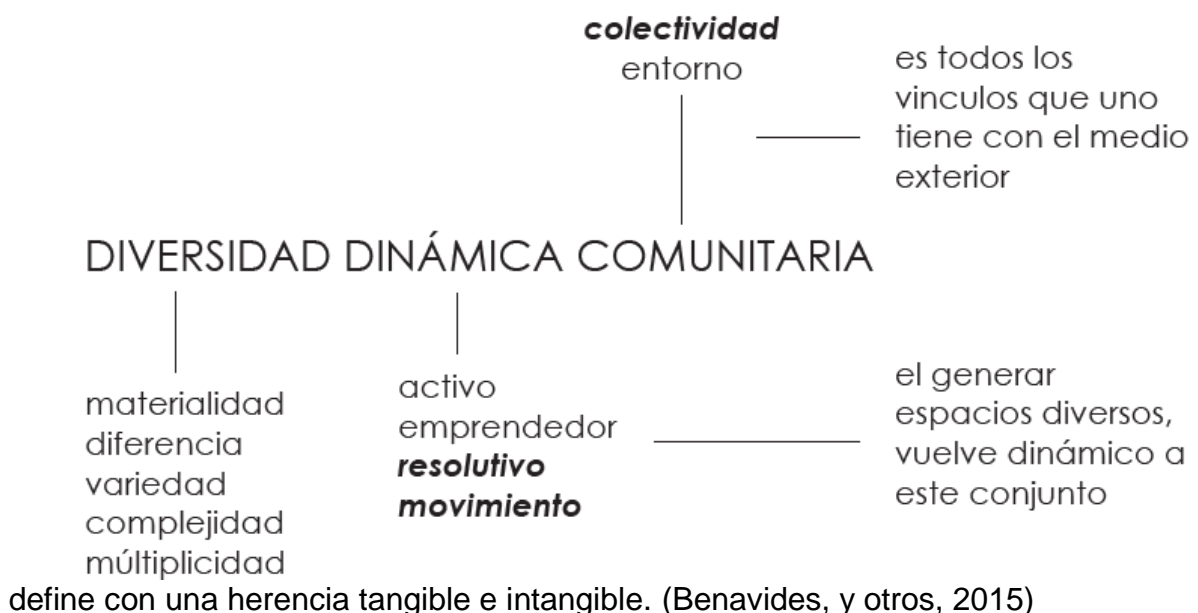 colectividad
entorno
es todos los
vinculos que uno
tiene con el medio
exterior
DIVERSIDAD DINÁMICA COMUNITARIA
materialidad
diferencia
variedad
complejidad
múltiplicidad
activo
emprendedor
resolutivo
movimiento
el generar
espacios diversos,
vuelve dinámico a
este conjunto
define con una herencia tangible e intangible. (Benavides, y otros, 2015)